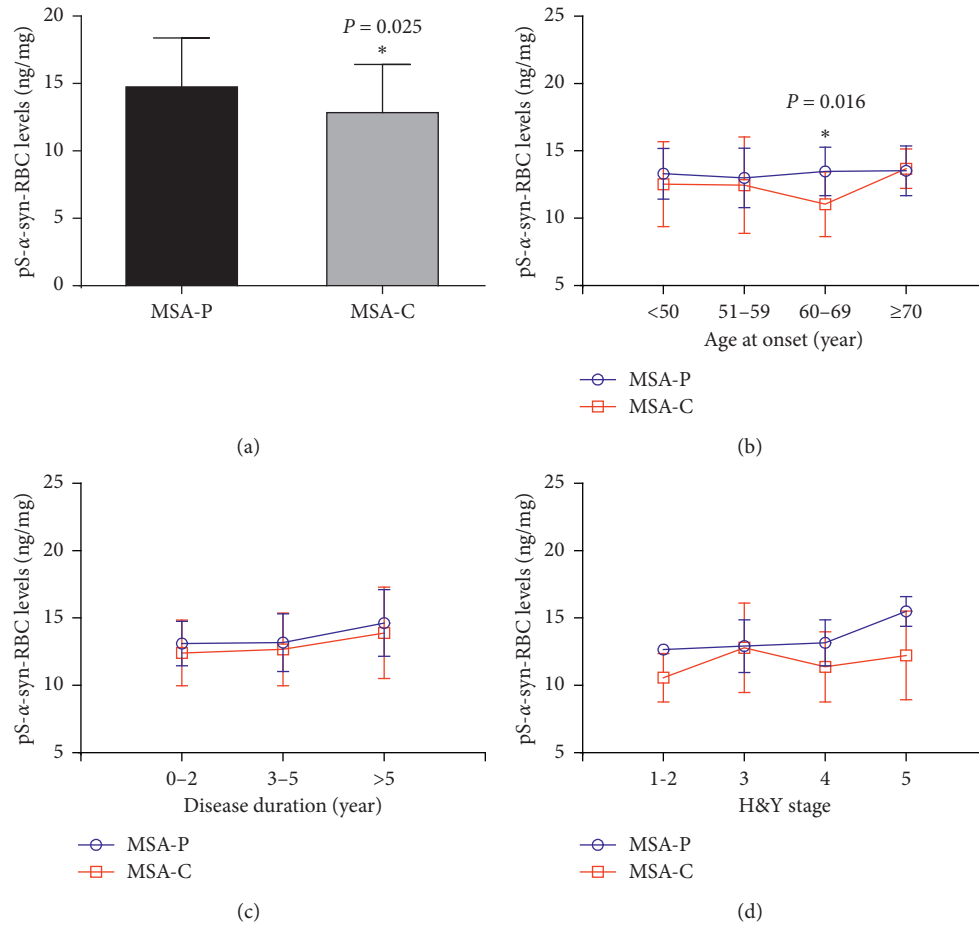 20
15
10
5
0
pS-α-syn-RBC levels (ng/mg)
P = 0.025
*
MSA-P
MSA-C
(a)
25
20
15
10
5
pS-α-syn-RBC levels (ng/mg)
P = 0.016
*
<50
51–59
60–69
≥70
Age at onset (year)
MSA-P
MSA-C
(b)
25
20
15
10
5
pS-α-syn-RBC levels (ng/mg)
0–2
3–5
>5
Disease duration (year)
MSA-P
MSA-C
(c)
25
20
15
10
5
pS-α-syn-RBC levels (ng/mg)
1-2
3
4
5
H&Y stage
MSA-P
MSA-C
(d)